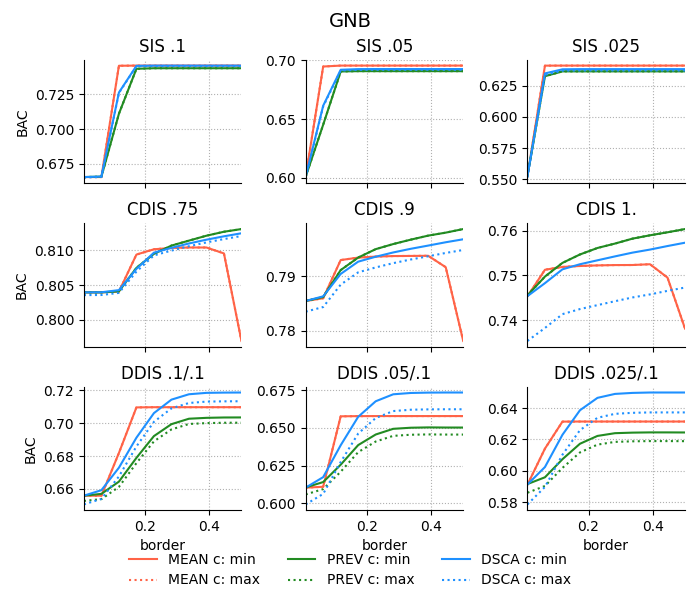 GNB
SIS .1 SIS .05 SIS .025
BAC
0.725
0.700
0.675
0.70
0.65
0.60
0.625
0.600
0.575
0.550
CDIS .75 CDIS .9 CDIS 1.
BAC
0.810
0.805
0.800
0.79
0.78
0.76
0.75
0.74
DDIS .1/.1 DDIS .05/.1 DDIS .025/.1
BAC
0.72
0.70
0.68
0.66
0.675
0.650
0.625
0.600
0.64
0.62
0.60
0.58
0.2 0.4 0.2 0.4 0.2 0.4
border border border
MEAN c: min PREV c: min DSCA c: min
MEAN c: max PREV c: max DSCA c: max